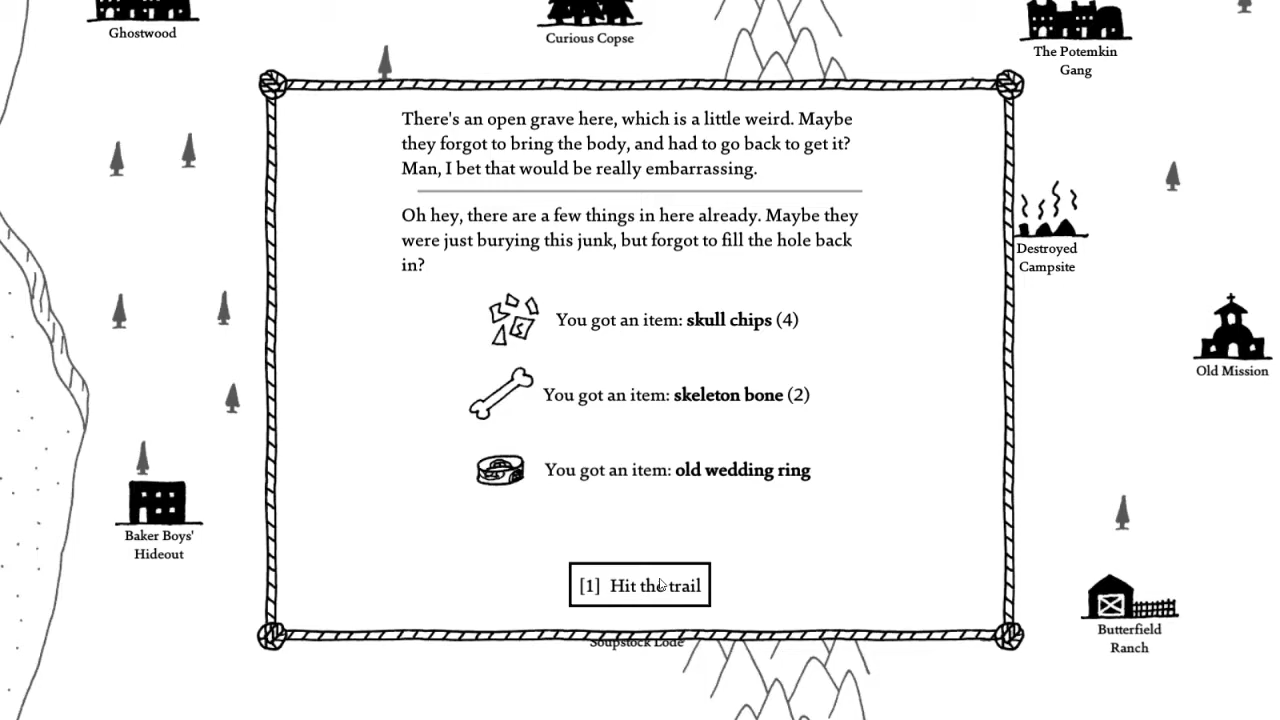 Ghostwood
Curious Copse
The Potemkin
Gang
There's an open grave here, which is a little weird. Maybe
they forgot to bring the body, and had to go back to get it?
Man, I bet that would be really embarrassing.
Oh hey, there are a few things in here already. Maybe they
were just burying this junk, but forgot to fill the hole back
in?
You got an item: skull chips (4)
You got an item: skeleton bone (2)
You got an item: old wedding ring
[1] Hit the trail
Destroyed
Campsite
Old Mission
Baker Boys'
Hideout
Butterfield
Ranch
Soupstock Lode